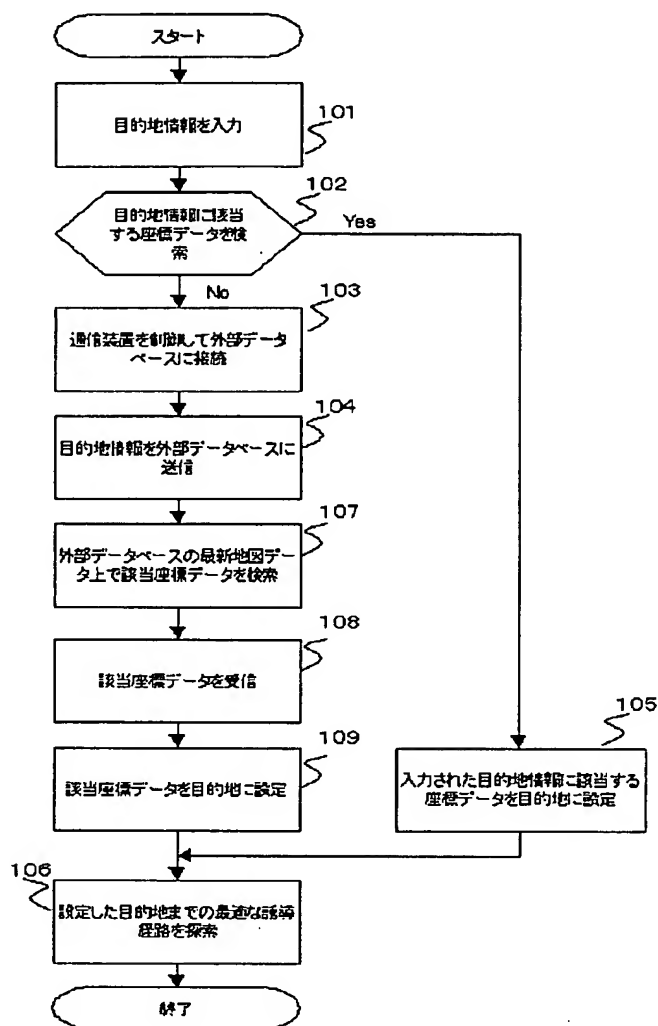 スタート
目的地情報を入力
101
102
目的地情報に該当
する座標データを検
索
Yes
No
103
通信装置を制御して外部データ
ベースに接続
104
目的地情報を外部データベースに
送信
107
外部データベースの最新地図デー
タ上で該当座標データを検索
108
該当座標データを受信
109
該当座標データを目的地に設定
105
入力された目的地情報に該当する
座標データを目的地に設定
106
設定した目的地までの最適な誘導
経路を探索
終了